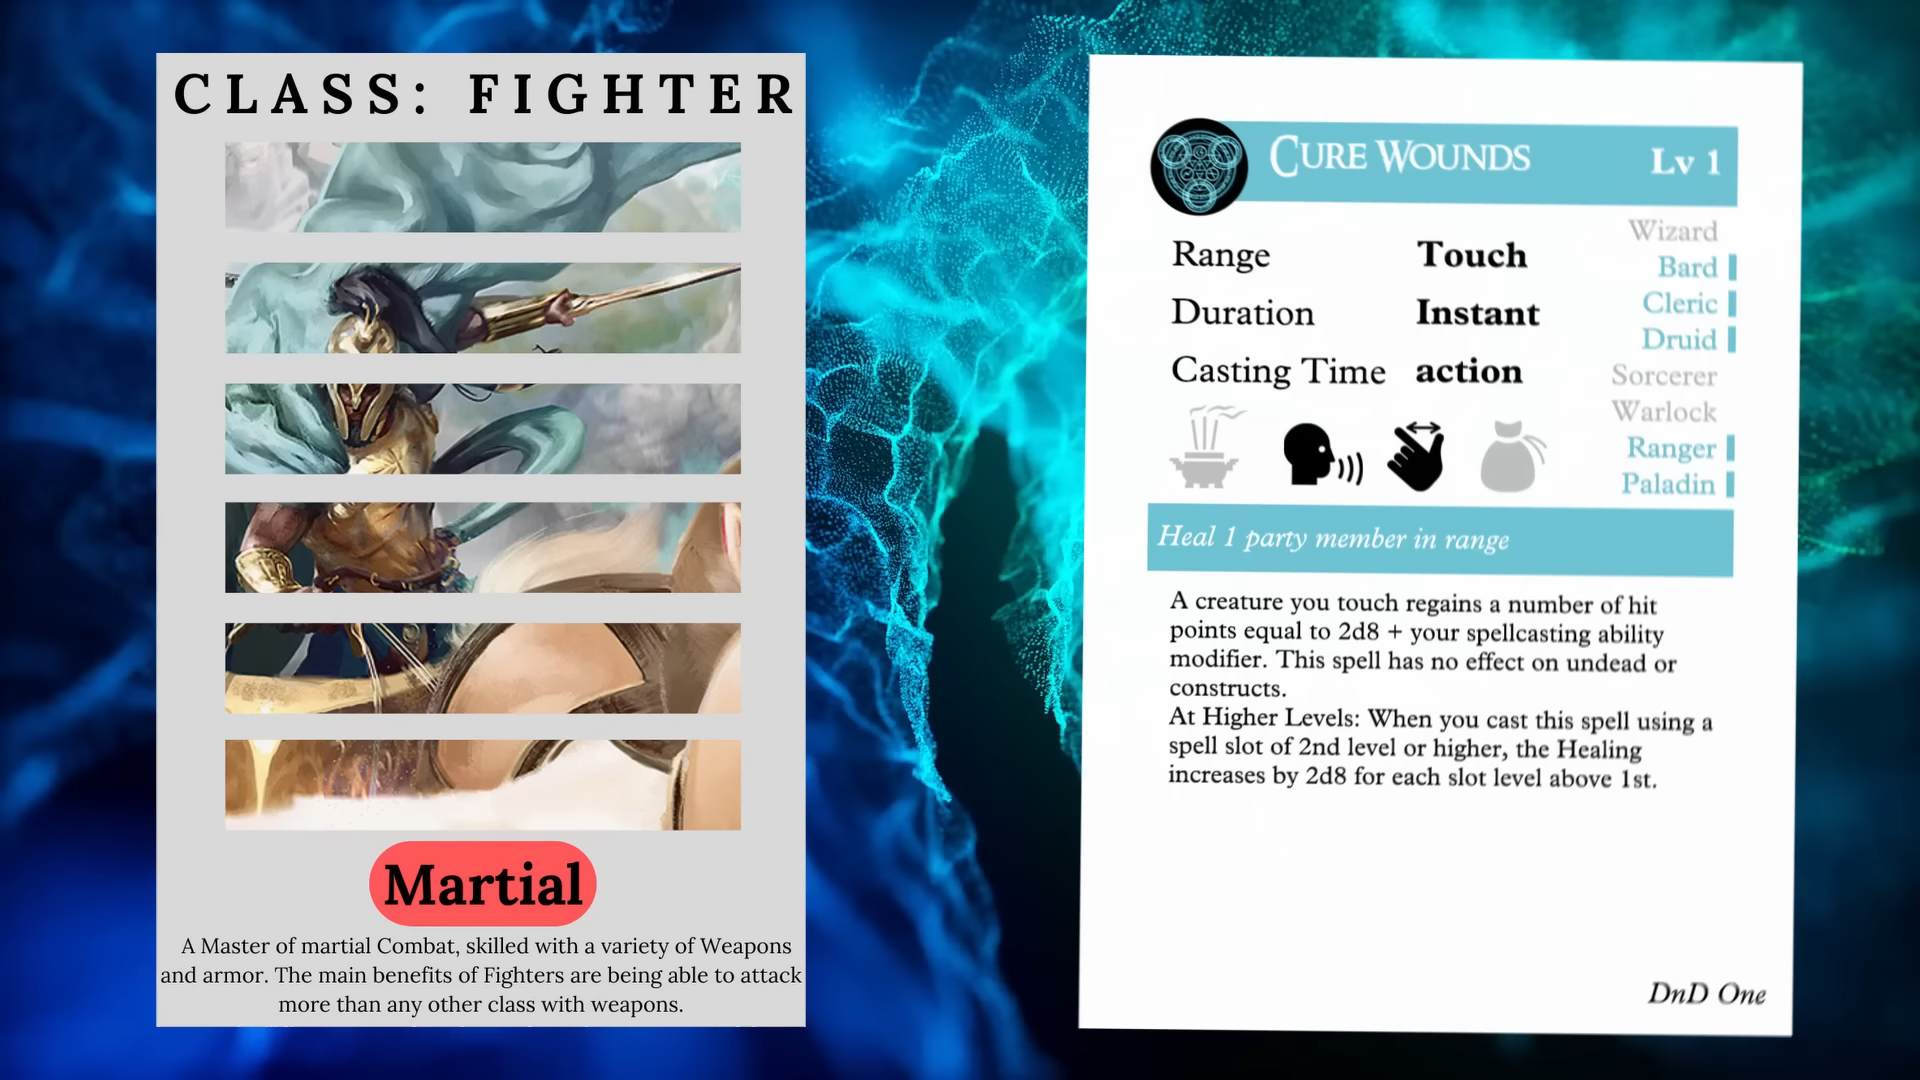 CLASS: FIGHTER
Martial
A Master of martial Combat, skilled with a variety of Weapons
and armor. The main benefits of Fighters are being able to attack
more than any other class with weapons.
CURE WOUNDS Lv 1
Range Touch
Duration Instant
Casting Time action
Wizard
Bard
Cleric
Druid
Sorcerer
Warlock
Ranger
Paladin
Heal 1 party member in range
A creature you touch regains a number of hit
points equal to 2d8 + your spellcasting ability
modifier. This spell has no effect on undead or
constructs.
At Higher Levels: When you cast this spell using a
spell slot of 2nd level or higher, the Healing
increases by 2d8 for each slot level above 1st.
DnD One